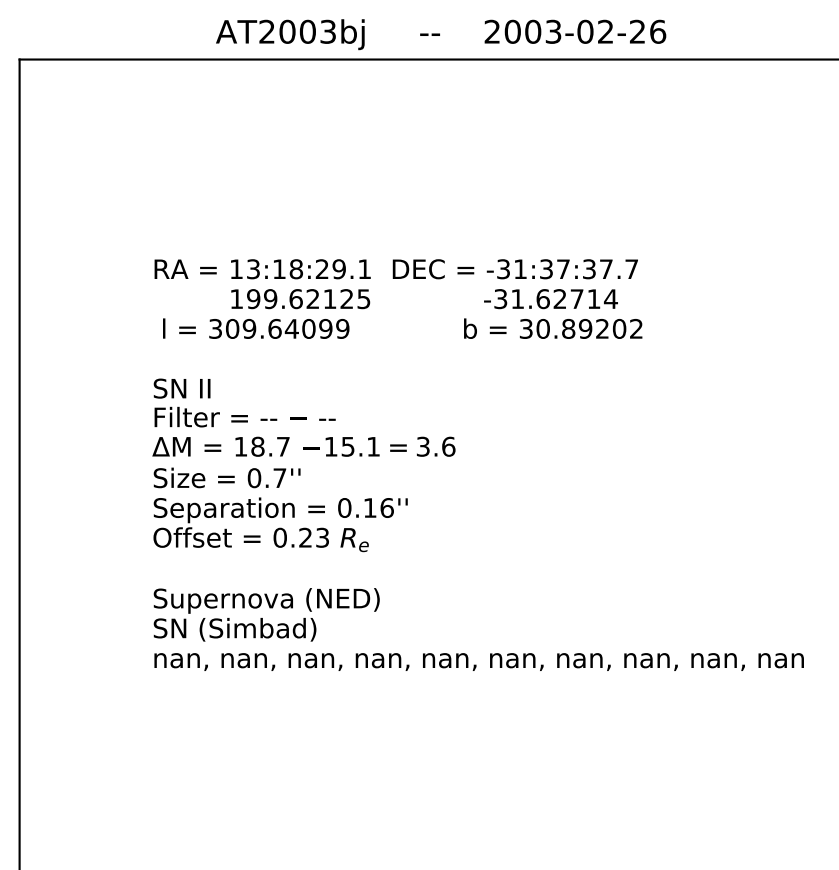 AT2003bj -- 2003-02-26
RA = 13:18:29.1 DEC = -31:37:37.7
199.62125 -31.62714
l = 309.64099 b = 30.89202
SN II
Filter = -- − --
ΔM = 18.7 −15.1 = 3.6
Size = 0.7''
Separation = 0.16''
Offset = 0.23 Re
Supernova (NED)
SN (Simbad)
nan, nan, nan, nan, nan, nan, nan, nan, nan, nan